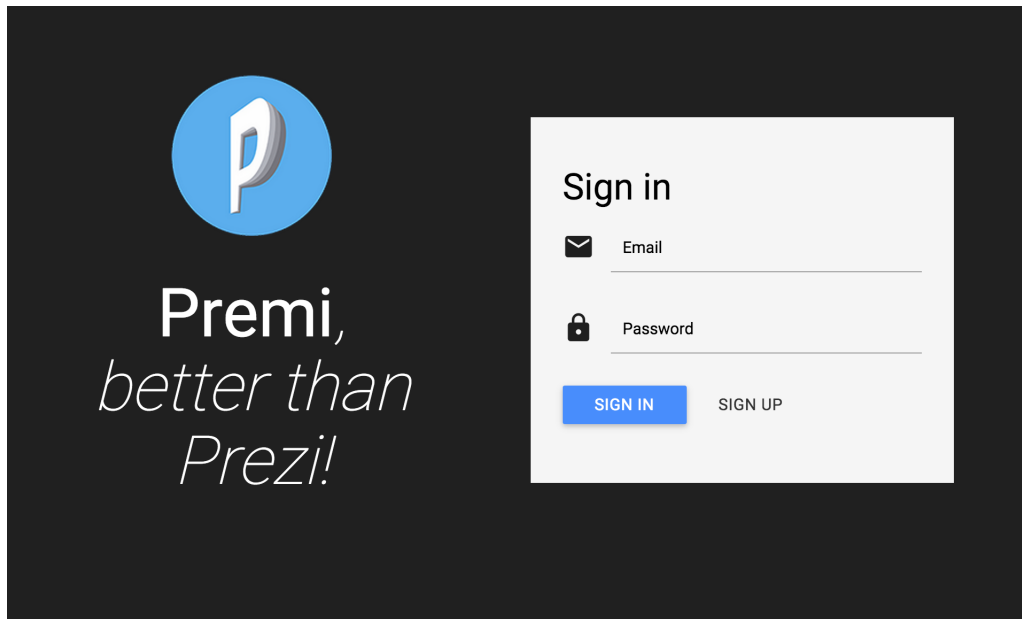 P
Premi,
better than
Prezi!
Sign in
Email
Password
SIGN IN
SIGN UP